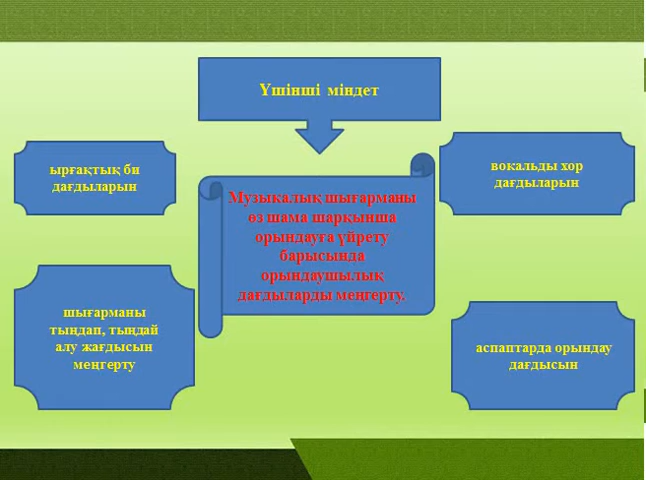 Үшінші міндет
ырғақтық би
дағдыларын
вокальды хор
дағдыларын
Музыкалық шығарманы
өз шама шарқынша
орындауға үйрету
барысында
орындаушылық
дағдыларды меңгерту.
шығарманы
тыңдап, тыңдай
алу жағдысын
меңгерту
аспаптарда орындау
дағдысын